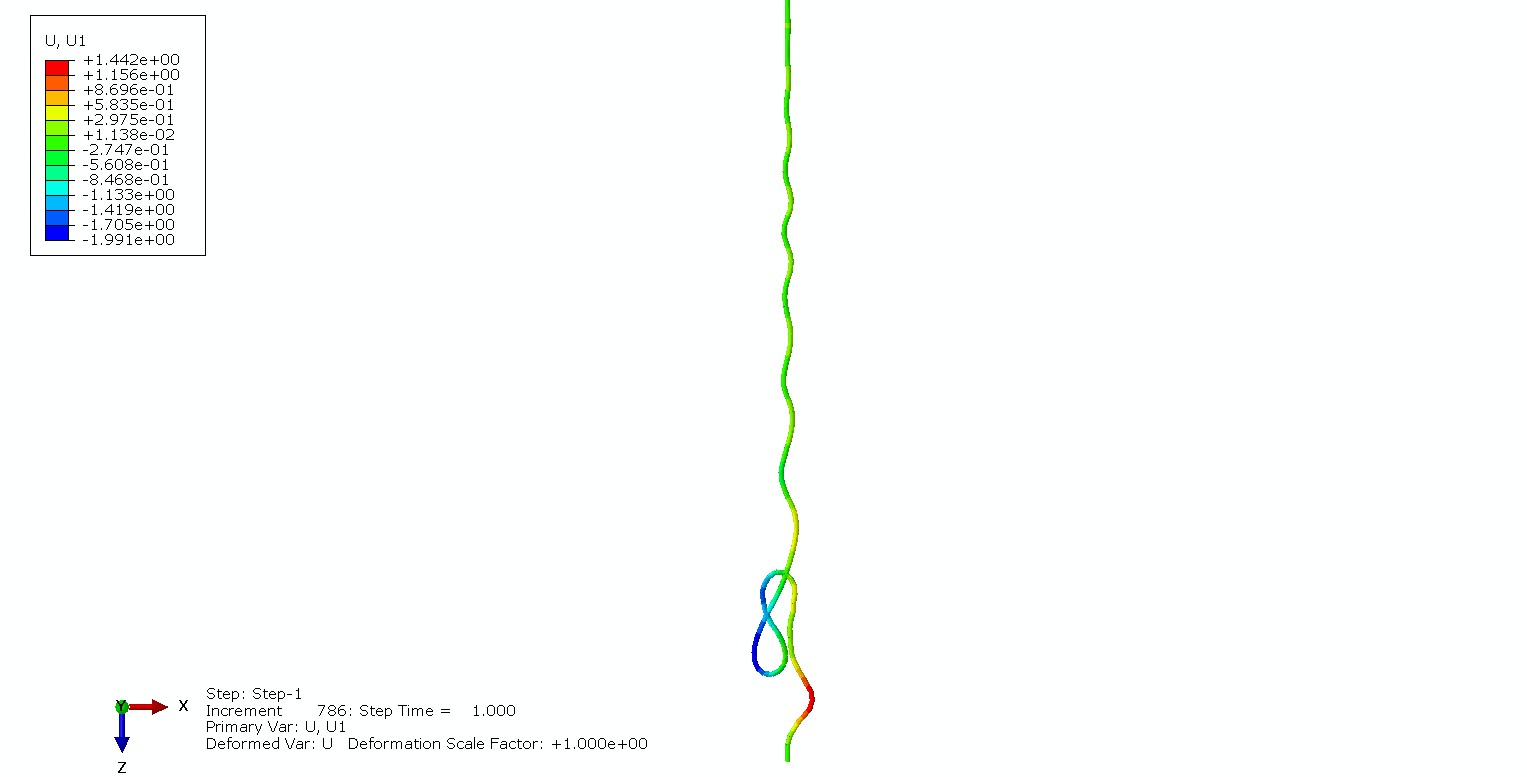 U, U1
+1.442e+00
+1.156e+00
+8.696e-01
+5.835e-01
+2.975e-01
+1.138e-02
-2.747e-01
-5.608e-01
-8.468e-01
-1.133e+00
-1.419e+00
-1.705e+00
-1.991e+00
Y
X
Z
Step: Step-1
Increment 786: Step Time = 1.000
Primary Var: U, U1
Deformed Var: U Deformation Scale Factor: +1.000e+00